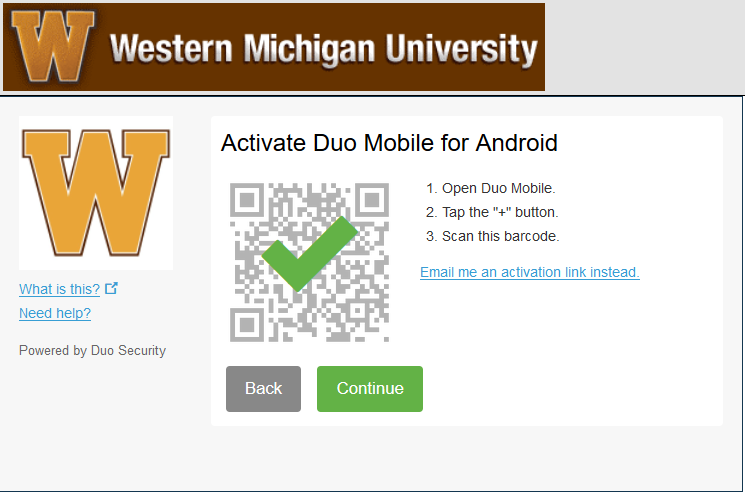 W Western Michigan University
W
What is this?
Need help?
Powered by Duo Security
Activate Duo Mobile for Android
1. Open Duo Mobile.
2. Tap the "+" button.
3. Scan this barcode.
Email me an activation link instead.
Back
Continue